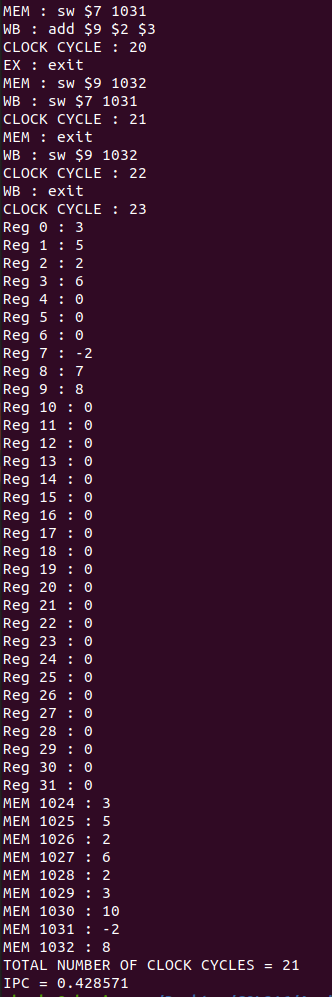 MEM : sw $7 1031
WB : add $9 $2 $3
CLOCK CYCLE : 20
EX : exit
MEM : sw $9 1032
WB : sw $7 1031
CLOCK CYCLE : 21
MEM : exit
WB : sw $9 1032
CLOCK CYCLE : 22
WB : exit
CLOCK CYCLE : 23
Reg 0 : 3
Reg 1 : 5
Reg 2 : 2
Reg 3 : 6
Reg 4 : 0
Reg 5 : 0
Reg 6 : 0
Reg 7 : -2
Reg 8 : 7
Reg 9 : 8
Reg 10 : 0
Reg 11 : 0
Reg 12 : 0
Reg 13 : 0
Reg 14 : 0
Reg 15 : 0
Reg 16 : 0
Reg 17 : 0
Reg 18 : 0
Reg 19 : 0
Reg 20 : 0
Reg 21 : 0
Reg 22 : 0
Reg 23 : 0
Reg 24 : 0
Reg 25 : 0
Reg 26 : 0
Reg 27 : 0
Reg 28 : 0
Reg 29 : 0
Reg 30 : 0
Reg 31 : 0
MEM 1024 : 3
MEM 1025 : 5
MEM 1026 : 2
MEM 1027 : 6
MEM 1028 : 2
MEM 1029 : 3
MEM 1030 : 10
MEM 1031 : -2
MEM 1032 : 8
TOTAL NUMBER OF CLOCK CYCLES = 21
IPC = 0.428571